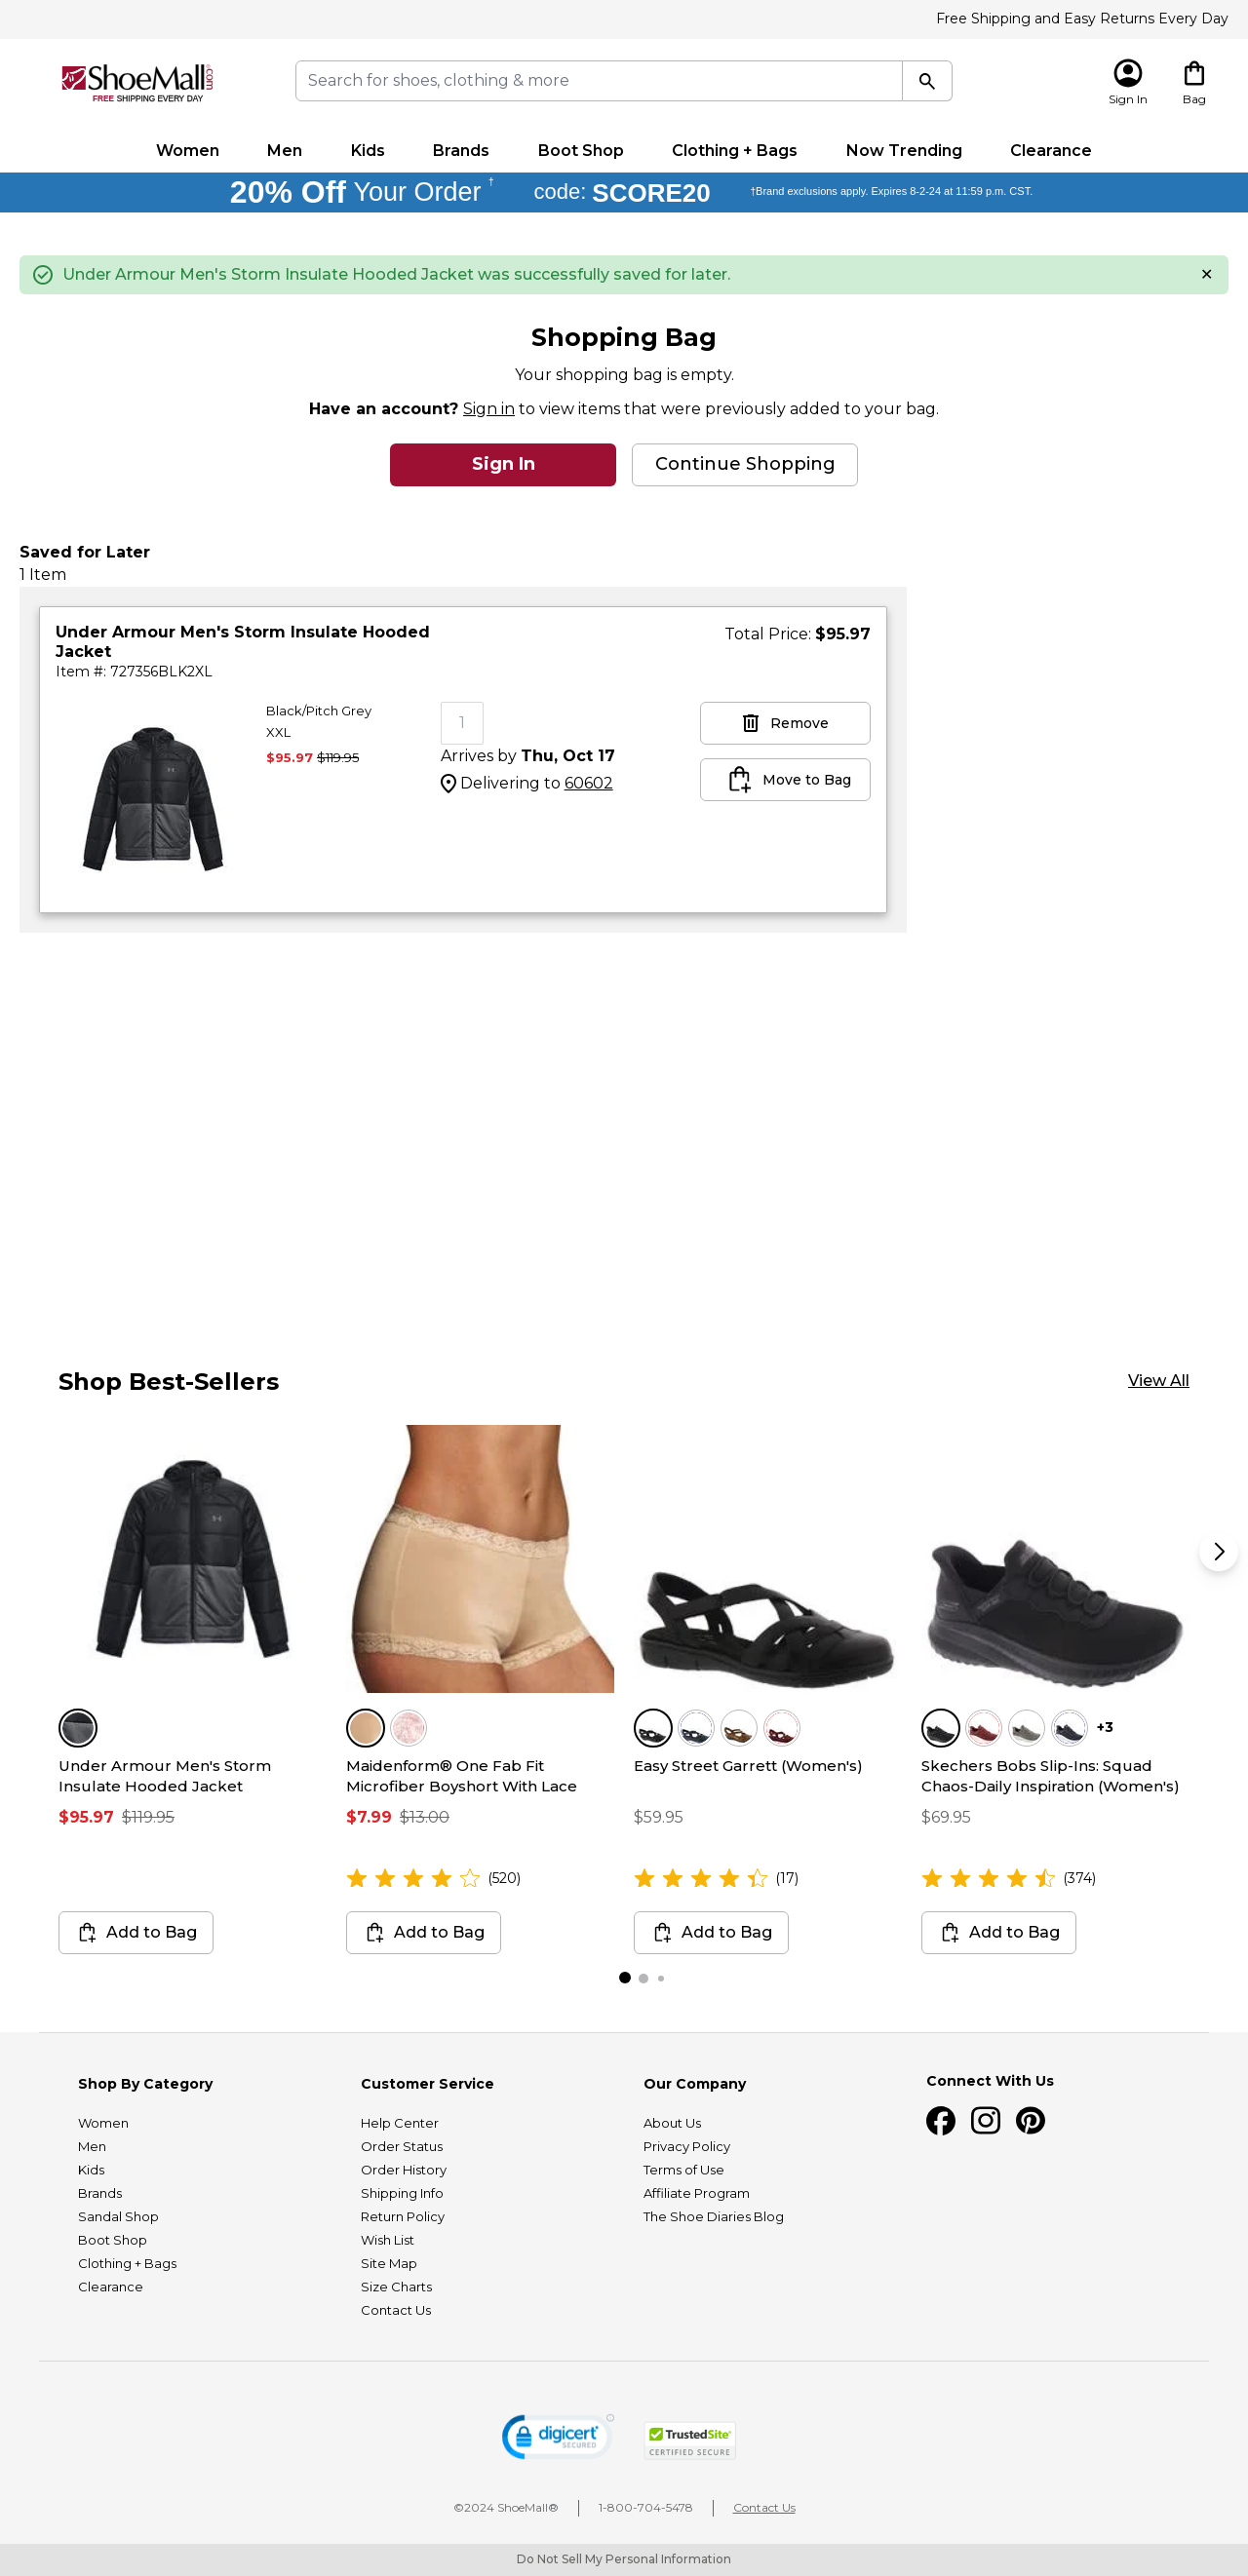 Free Shipping and Easy Returns Every Day
ShoeMall.com
FREE SHIPPING EVERY DAY
Search for shoes, clothing & more
Sign In
Bag
Women Men Kids Brands Boot Shop Clothing + Bags Now Trending Clearance
20% Off Your Order † code: SCORE20 †Brand exclusions apply. Expires 8-2-24 at 11:59 p.m. CST.
Under Armour Men's Storm Insulate Hooded Jacket was successfully saved for later.
Shopping Bag
Your shopping bag is empty.
Have an account? Sign in to view items that were previously added to your bag.
Sign In
Continue Shopping
Saved for Later
1 Item
Under Armour Men's Storm Insulate Hooded
Jacket
Item #: 727356BLK2XL
Total Price: $95.97
Black/Pitch Grey
XXL
$95.97 $119.95
1
Arrives by Thu, Oct 17
Delivering to 60602
Remove
Move to Bag
Shop Best-Sellers
View All
Under Armour Men's Storm
Insulate Hooded Jacket
$95.97 $119.95
Add to Bag
Maidenform® One Fab Fit
Microfiber Boyshort With Lace
$7.99 $13.00
(520)
Add to Bag
Easy Street Garrett (Women's)
$59.95
(17)
Add to Bag
+3
Skechers Bobs Slip-Ins: Squad
Chaos-Daily Inspiration (Women's)
$69.95
(374)
Add to Bag
Shop By Category
Women
Men
Kids
Brands
Sandal Shop
Boot Shop
Clothing + Bags
Clearance
Customer Service
Help Center
Order Status
Order History
Shipping Info
Return Policy
Wish List
Site Map
Size Charts
Contact Us
Our Company
About Us
Privacy Policy
Terms of Use
Affiliate Program
The Shoe Diaries Blog
Connect With Us
digicert
SECURED
TrustedSite
CERTIFIED SECURE
©2024 ShoeMall®
1-800-704-5478
Contact Us
Do Not Sell My Personal Information